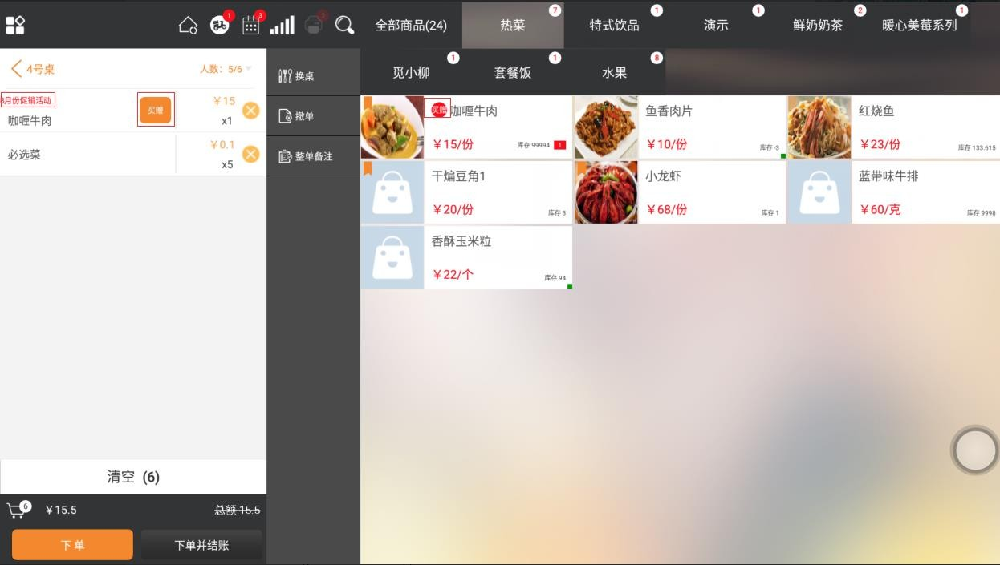 1
3
2
全部商品(24)
热菜
7
特式饮品
1
演示
1
鲜奶奶茶
2
暖心美莓系列
1
4号桌
人数: 5/6
换桌
撤单
整单备注
觅小柳
1
套餐饭
1
水果
8
8月份促销活动
咖喱牛肉
买赠
￥15
x1
必选菜
￥0.1
x5
买赠
咖喱牛肉
￥15/份
库存 99994
1
鱼香肉片
￥10/份
库存 -3
红烧鱼
￥23/份
库存 133.615
干煸豆角1
￥20/份
库存 3
小龙虾
￥68/份
库存 1
蓝带味牛排
￥60/克
库存 9998
香酥玉米粒
￥22/个
库存 94
清空 (6)
6
￥15.5
总额 15.5
下单
下单并结账